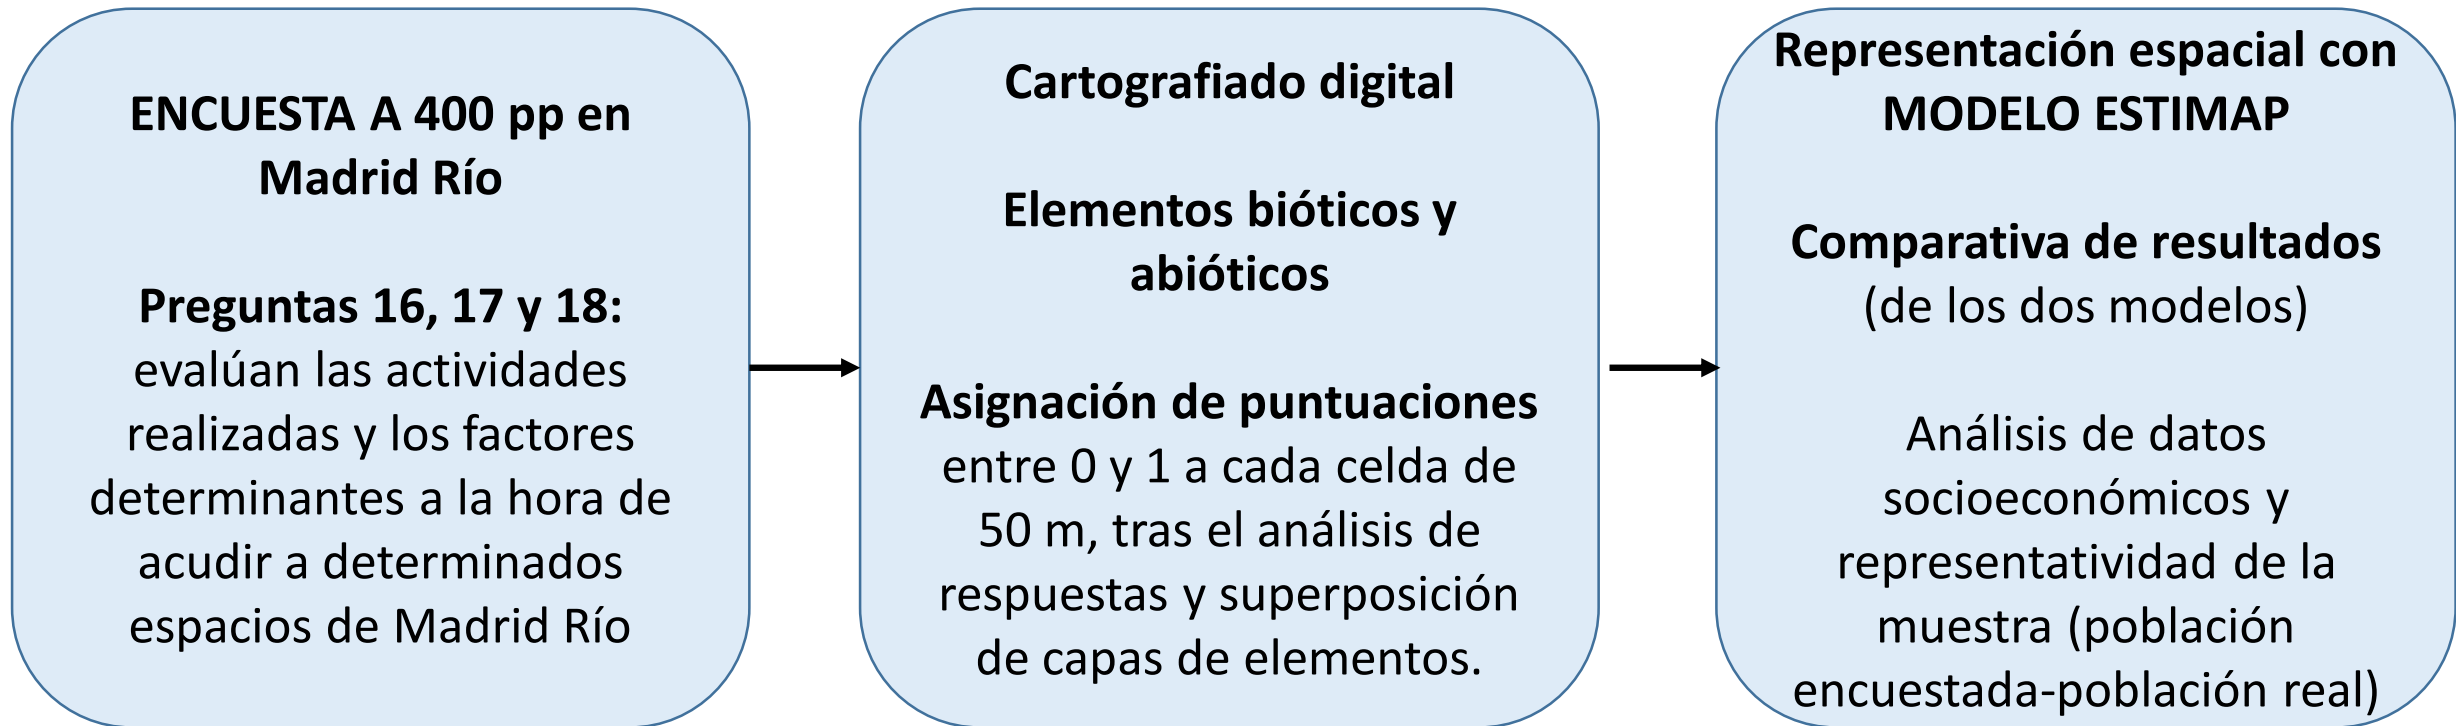 ENCUESTA A 400 pp en
Madrid Río
Preguntas 16, 17 y 18:
evalúan las actividades
realizadas y los factores
determinantes a la hora de
acudir a determinados
espacios de Madrid Río
Cartografiado digital
Elementos bióticos y
abióticos
Asignación de puntuaciones
entre 0 y 1 a cada celda de
50 m, tras el análisis de
respuestas y superposición
de capas de elementos.
Representación espacial con
MODELO ESTIMAP
Comparativa de resultados
(de los dos modelos)
Análisis de datos
socioeconómicos y
representatividad de la
muestra (población
encuestada-población real)